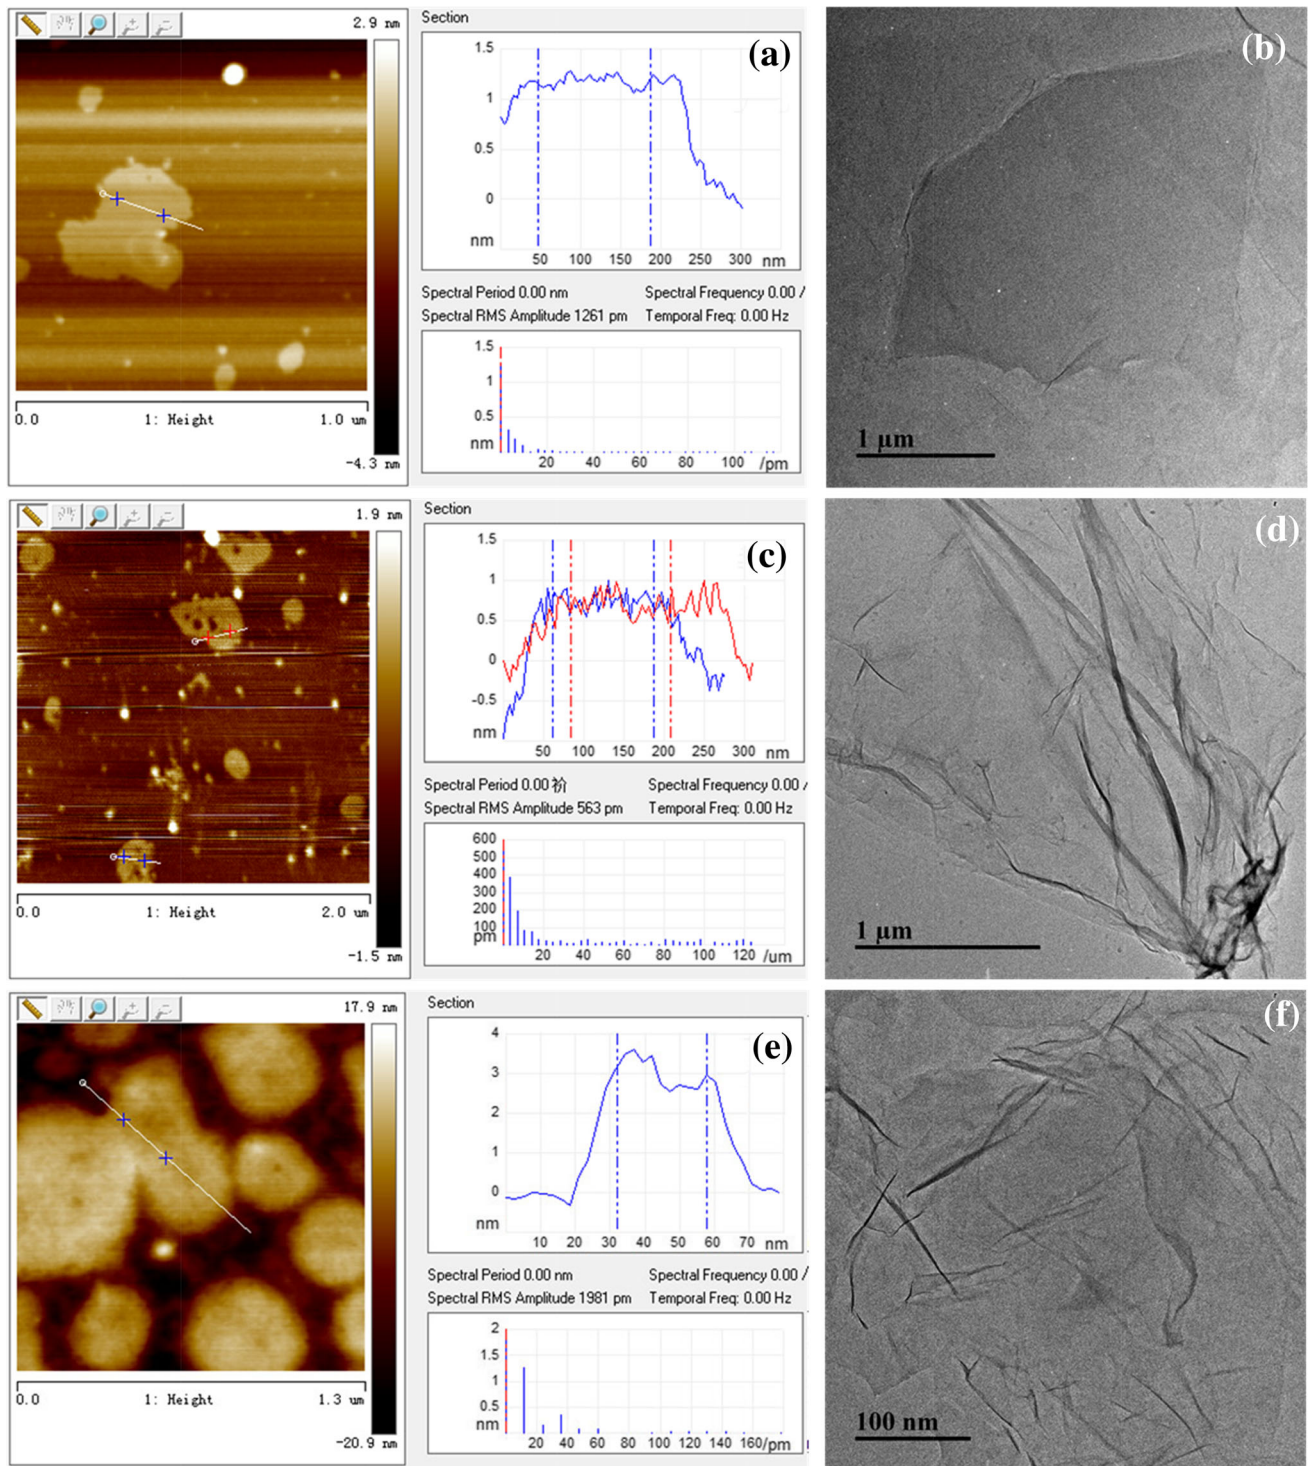 2.9 nm
-4.3 nm
0.0 1: Height 1.0 um
Section
(a)
1.5
1
0.5
0
nm
50 100 150 200 250 300 nm
Spectral Period 0.00 nm Spectral Frequency 0.00 /
Spectral RMS Amplitude 1261 pm Temporal Freq: 0.00 Hz
1.5
1
0.5
nm
20 40 60 80 100 /pm
(b)
1 μm
1.9 nm
-1.5 nm
0.0 1: Height 2.0 um
Section
(c)
1.5
1
0.5
0
-0.5
nm
50 100 150 200 250 300 nm
Spectral Period 0.00 祄 Spectral Frequency 0.00 /
Spectral RMS Amplitude 563 pm Temporal Freq: 0.00 Hz
600
500
400
300
200
100
pm
20 40 60 80 100 120 /um
(d)
1 μm
17.9 nm
-20.9 nm
0.0 1: Height 1.3 um
Section
(e)
4
3
2
1
0
nm
10 20 30 40 50 60 70 nm
Spectral Period 0.00 nm Spectral Frequency 0.00 /
Spectral RMS Amplitude 1981 pm Temporal Freq: 0.00 Hz
2
1.5
1
0.5
nm
20 40 60 80 100 120 140 160 /pm
(f)
100 nm